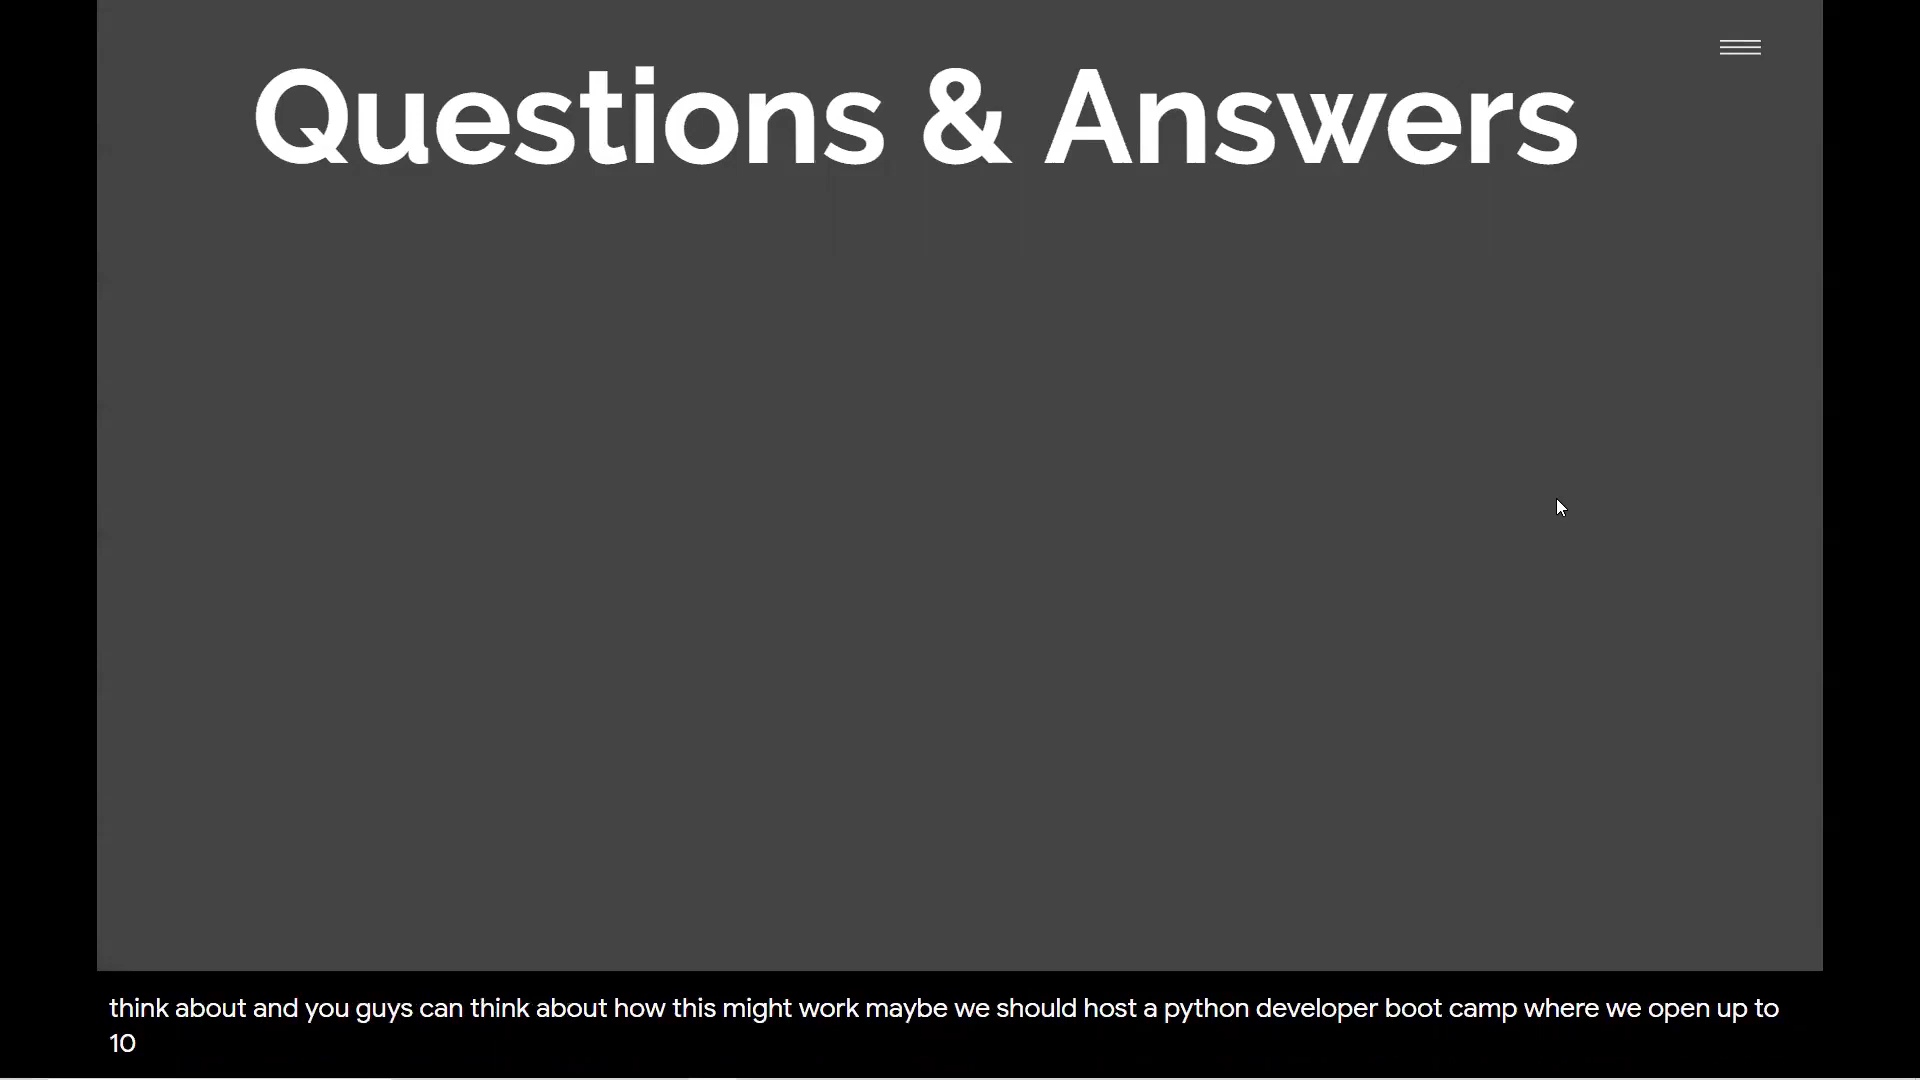 Questions & Answers
think about and you guys can think about how this might work maybe we should host a python developer boot camp where we open up to
10